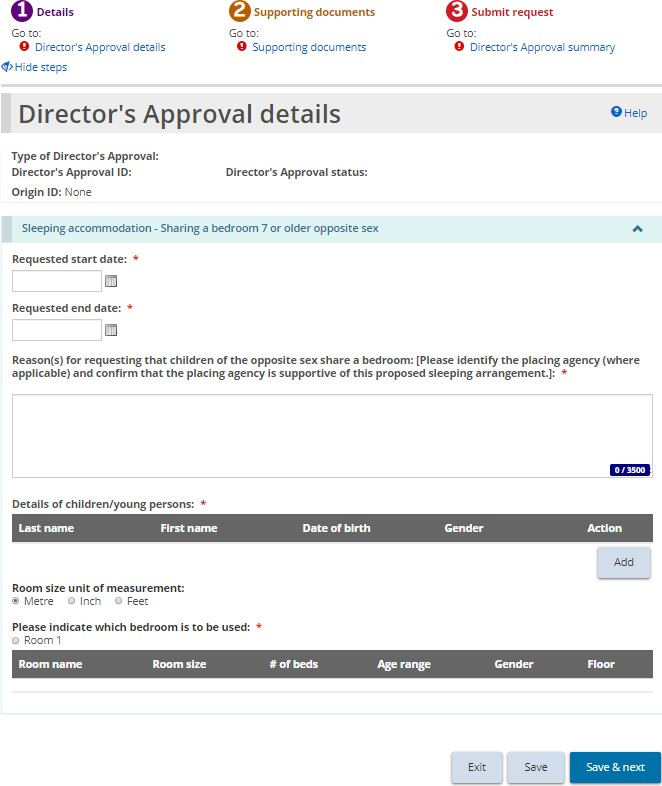 1 Details 2 Supporting documents 3 Submit request
Go to: Go to: Go to:
Director's Approval details Supporting documents Director's Approval summary
Hide steps
Director's Approval details Help
Type of Director's Approval:
Director's Approval ID: Director's Approval status:
Origin ID: None
Sleeping accommodation - Sharing a bedroom 7 or older opposite sex
Requested start date: *
Requested end date: *
Reason(s) for requesting that children of the opposite sex share a bedroom: [Please identify the placing agency (where
applicable) and confirm that the placing agency is supportive of this proposed sleeping arrangement.]: *
0 / 3500
Details of children/young persons: *
Last name First name Date of birth Gender Action
Add
Room size unit of measurement:
Metre Inch Feet
Please indicate which bedroom is to be used: *
Room 1
Room name Room size # of beds Age range Gender Floor
Exit Save Save & next